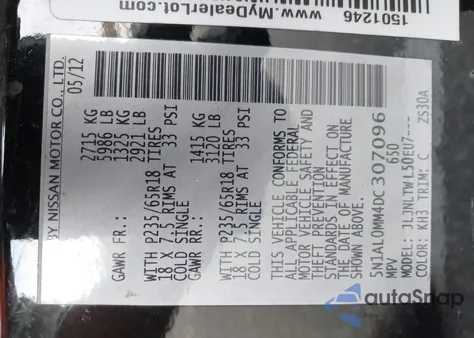 1501246
www.MyDealerLot.com
BY NISSAN MOTOR CO., LTD.
05/12
GAWR FR.:
2715 KG
5986 LB
1325 KG
2921 LB
WITH P235/65R18 TIRES
18 X 7.5 RIMS AT 33 PSI
COLD SINGLE
GAWR RR.:
1415 KG
3120 LB
WITH P235/65R18 TIRES
18 X 7.5 RIMS AT 33 PSI
COLD SINGLE
THIS VEHICLE CONFORMS TO
ALL APPLICABLE FEDERAL
MOTOR VEHICLE SAFETY AND
THEFT PREVENTION
STANDARDS IN EFFECT ON
THE DATE OF MANUFACTURE
SHOWN ABOVE.
5N1AL0MM4DC307096
MPV 650
MODEL: JLJNLTWL50EU7---
COLOR: KH3 TRIM: C ZS30A
autoSnap